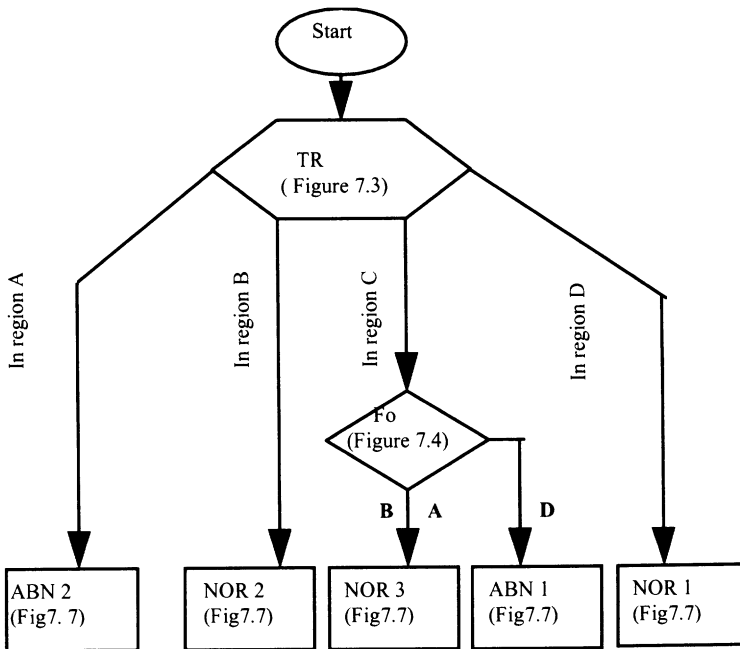 Start
TR
( Figure 7.3)
In region A
In region B
In region C
In region D
Fo
(Figure 7.4)
B A D
ABN 2
(Fig7. 7)
NOR 2
(Fig7.7)
NOR 3
(Fig7.7)
ABN 1
(Fig7.7)
NOR 1
(Fig7.7)